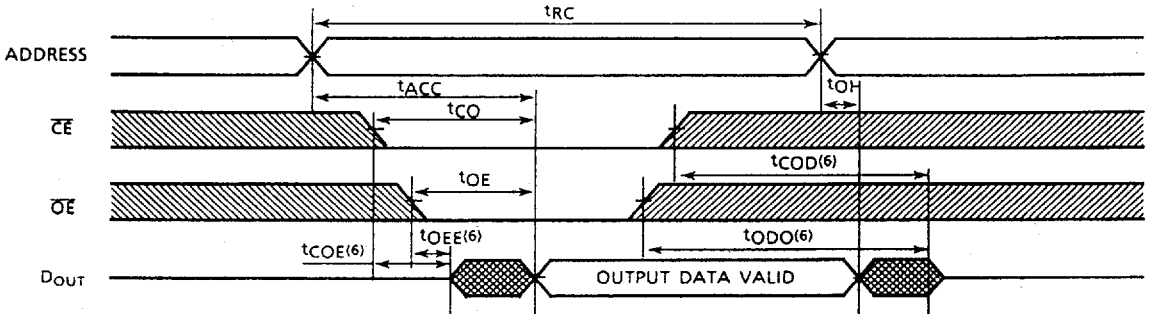 tRC
ADDRESS
tACC
tOH
tCO
CE
tCOD(6)
tOE
OE
tOEE(6)
tODO(6)
tCOE(6)
DOUT
OUTPUT DATA VALID